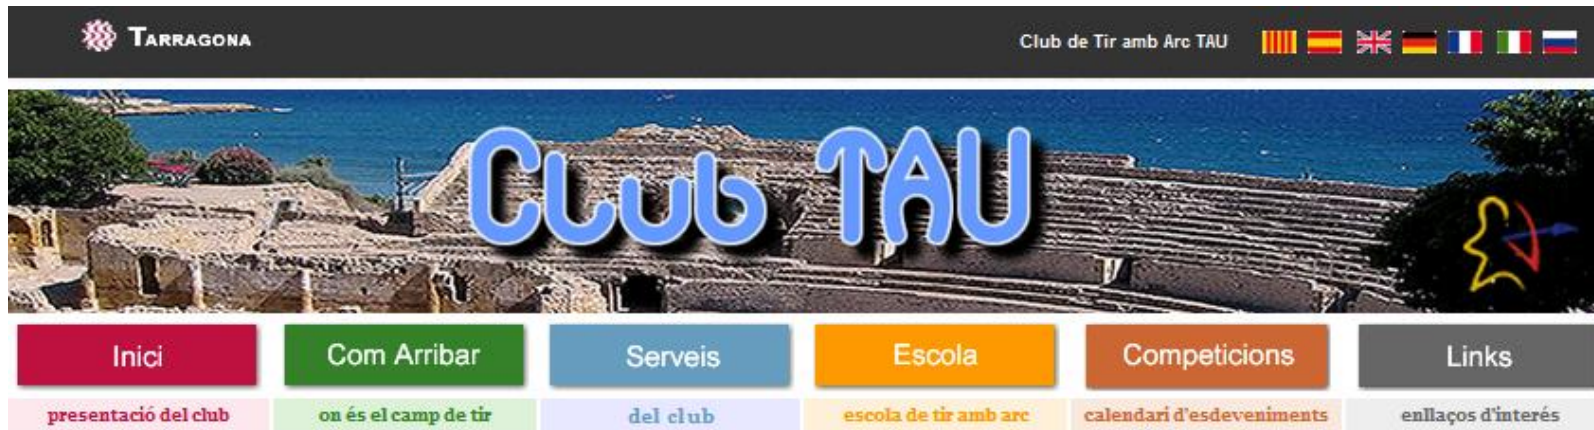 TARRAGONA
Club de Tir amb Arc TAU
CLub TAU
Inici
Com Arribar
Serveis
Escola
Competicions
Links
presentació del club
on és el camp de tir
del club
escola de tir amb arc
calendari d'esdeveniments
enllaços d'interés